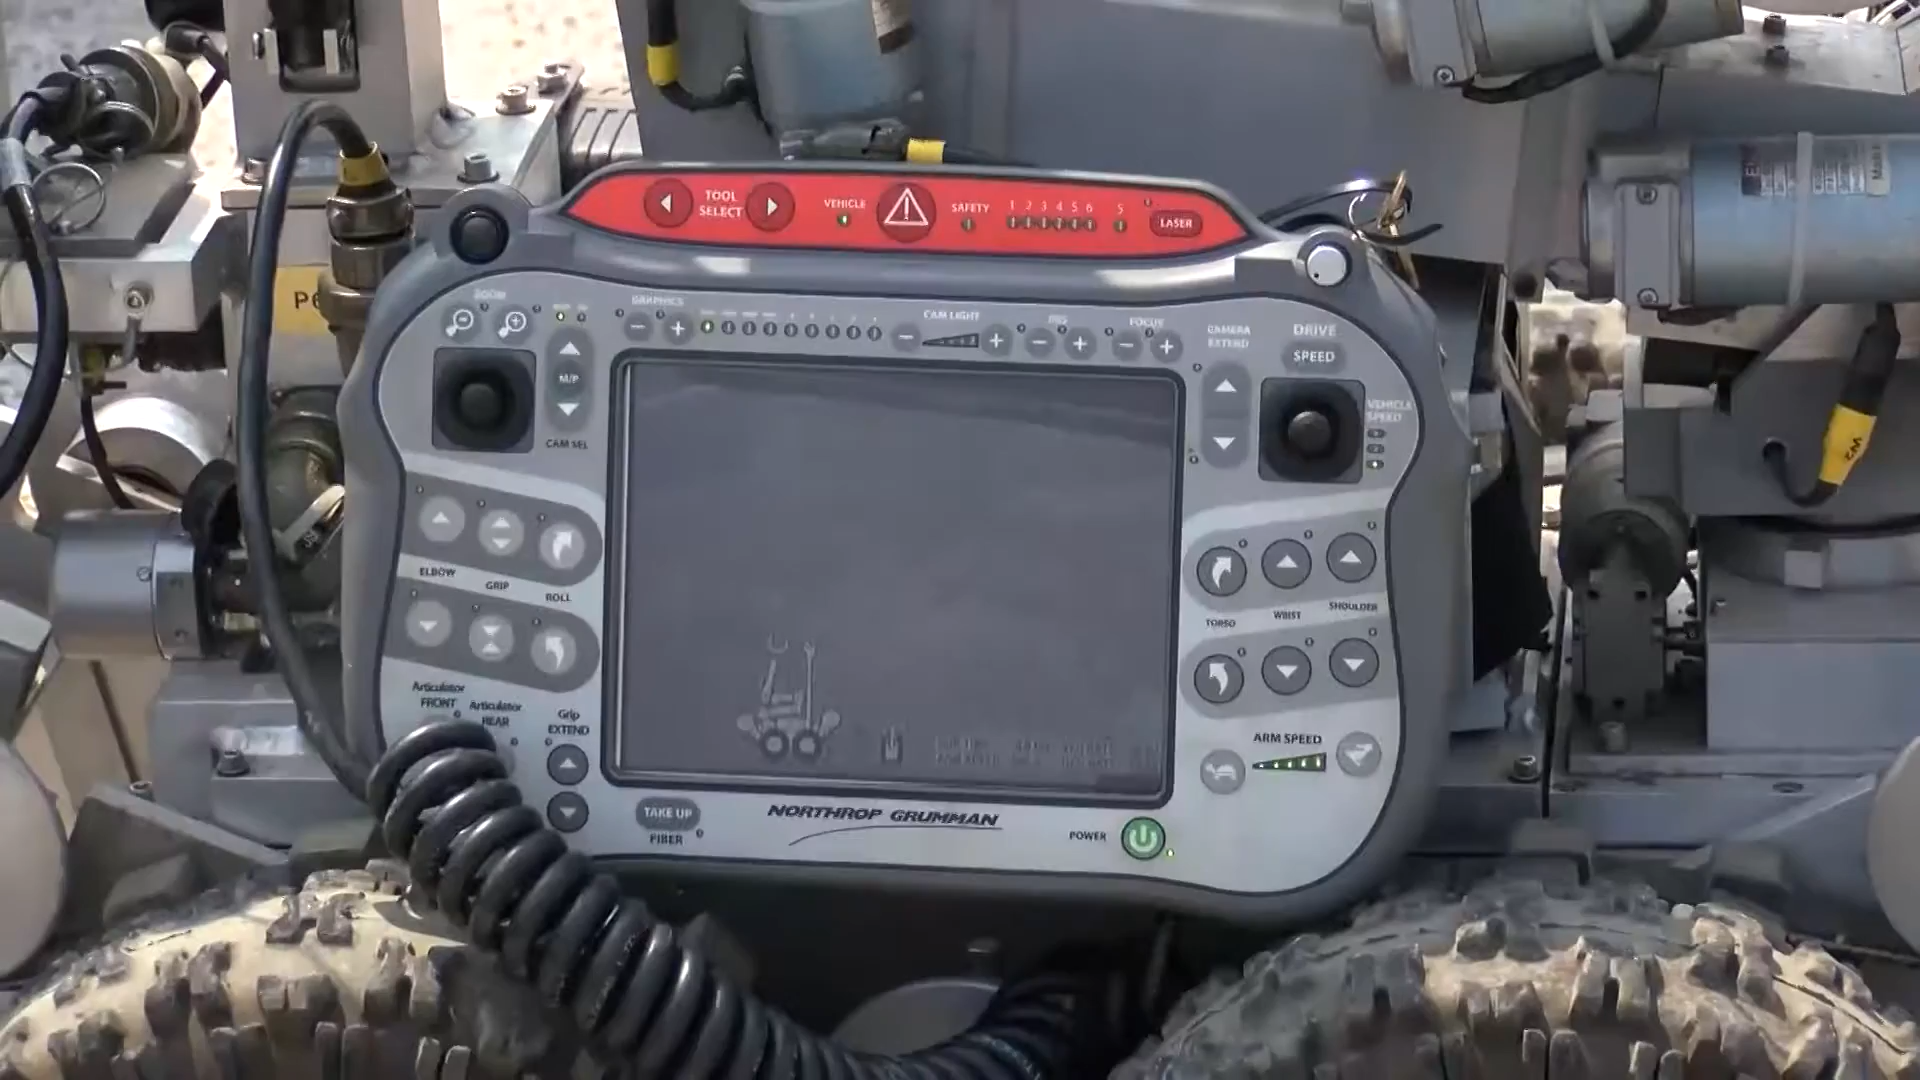 TOOL
SELECT
VEHICLE
SAFETY
1 2 3 4 5 6
S
LASER
ZOOM
GRAPHICS
CAM LIGHT
IRIS
FOCUS
CAMERA
EXTEND
DRIVE
SPEED
M/P
CAM SEL
VEHICLE
SPEED
ELBOW
GRIP
ROLL
TORSO
WRIST
SHOULDER
Articulator
FRONT
Articulator
REAR
Grip
EXTEND
ARM SPEED
TAKE UP
FIBER
NORTHROP GRUMMAN
POWER
W2